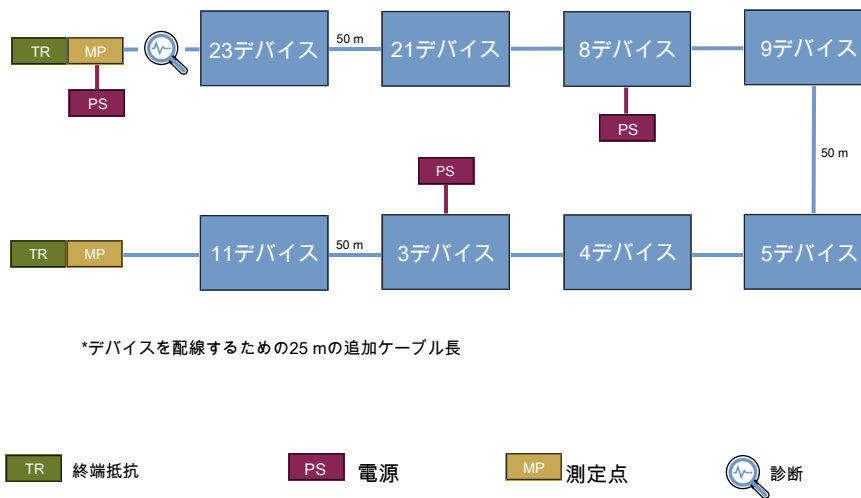 TR MP 23デバイス 50 m 21デバイス 8デバイス 9デバイス
PS PS
50 m
PS
TR MP 11デバイス 50 m 3デバイス 4デバイス 5デバイス
*デバイスを配線するための25 mの追加ケーブル長
TR 終端抵抗 PS 電源 MP 測定点 診断